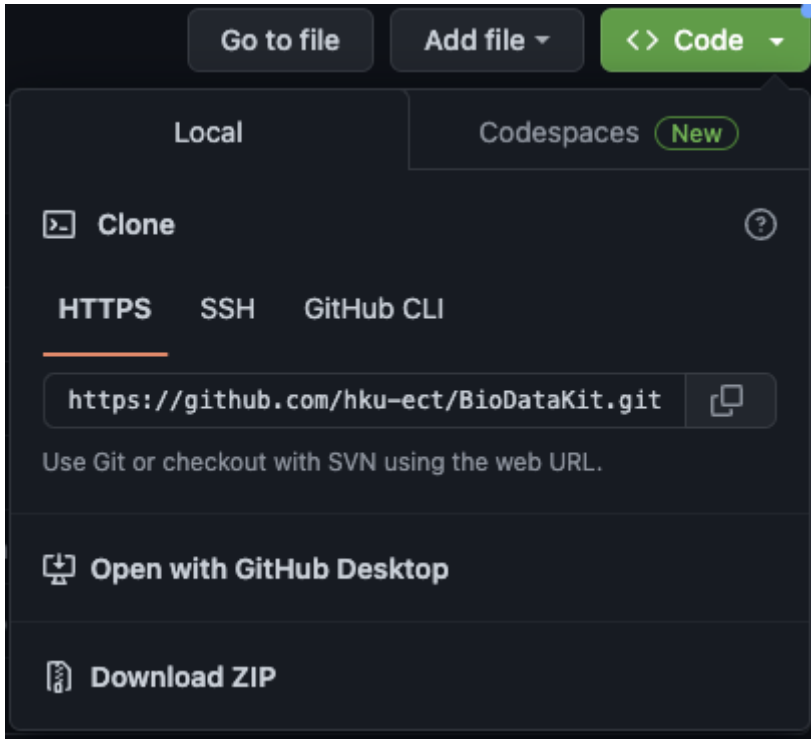 Go to file Add file Code
Local Codespaces New
Clone
HTTPS SSH GitHub CLI
https://github.com/hku-ect/BioDataKit.git
Use Git or checkout with SVN using the web URL.
Open with GitHub Desktop
Download ZIP